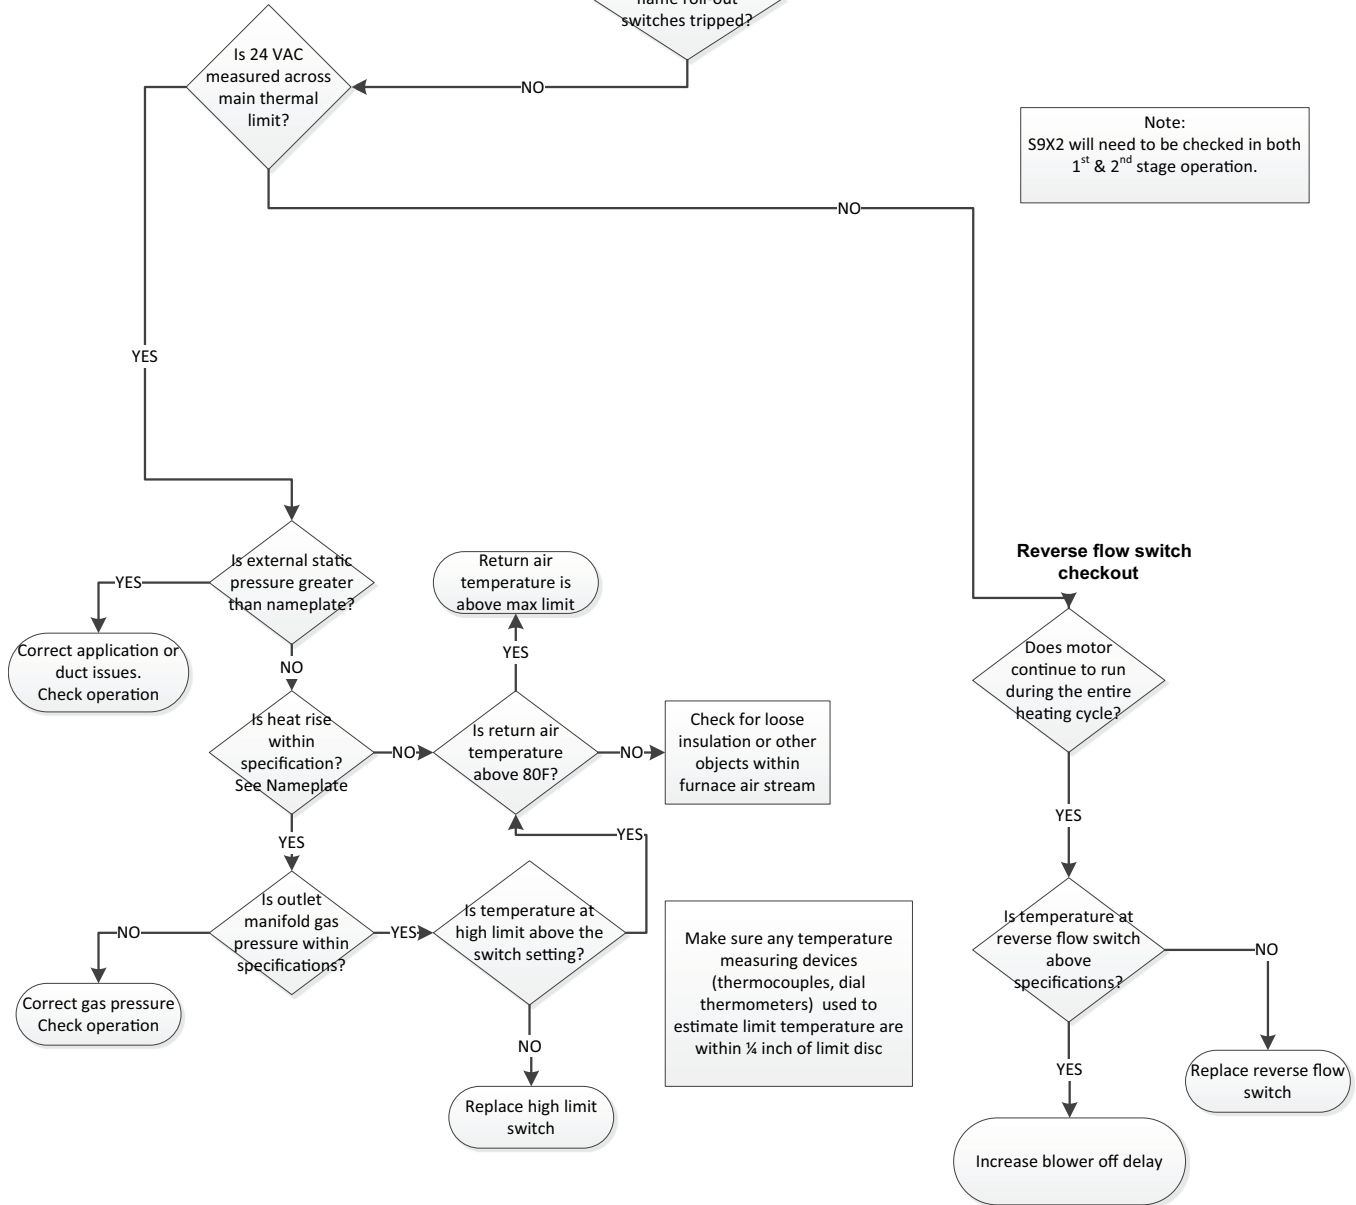 switches tripped?
Is 24 VAC
measured across
main thermal
limit?
NO
Note:
S9X2 will need to be checked in both
1st & 2nd stage operation.
NO
YES
Is external static
pressure greater
than nameplate?
YES
Correct application or
duct issues.
Check operation
NO
Return air
temperature is
above max limit
YES
Is heat rise
within
specification?
See Nameplate
NO
Is return air
temperature
above 80F?
NO
Check for loose
insulation or other
objects within
furnace air stream
YES
YES
Is outlet
manifold gas
pressure within
specifications?
NO
Correct gas pressure
Check operation
YES
Is temperature at
high limit above the
switch setting?
NO
Replace high limit
switch
Make sure any temperature
measuring devices
(thermocouples, dial
thermometers) used to
estimate limit temperature are
within ¼ inch of limit disc
Reverse flow switch
checkout
Does motor
continue to run
during the entire
heating cycle?
YES
Is temperature at
reverse flow switch
above
specifications?
NO
Replace reverse flow
switch
YES
Increase blower off delay